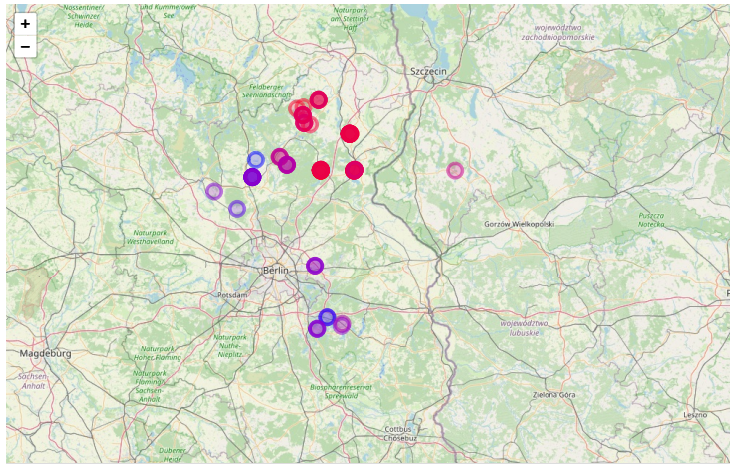 Nossentiner/
Schwinzer
Heide
und Kummerower
See
Naturpark
am Stettiner
Haff
województwo
zachodniopomorskie
+
−
Szczecin
Feldberger
Seenlandschaft
Gorzów Wielkopolski
Puszcza
Notecka
Naturpark
Westhavelland
Berlin
Potsdam
Magdeburg
Sachsen-
Anhalt
Naturpark
Hoher Fläming
Naturpark
Nuthe-
Nieplitz
Naturpark
Fläming/
Sachsen-
Anhalt
województwo
lubuskie
Biosphärenreservat
Spreewald
Zielona Góra
Leszno
Cottbus
- Chóśebuz
Dübener
Heide